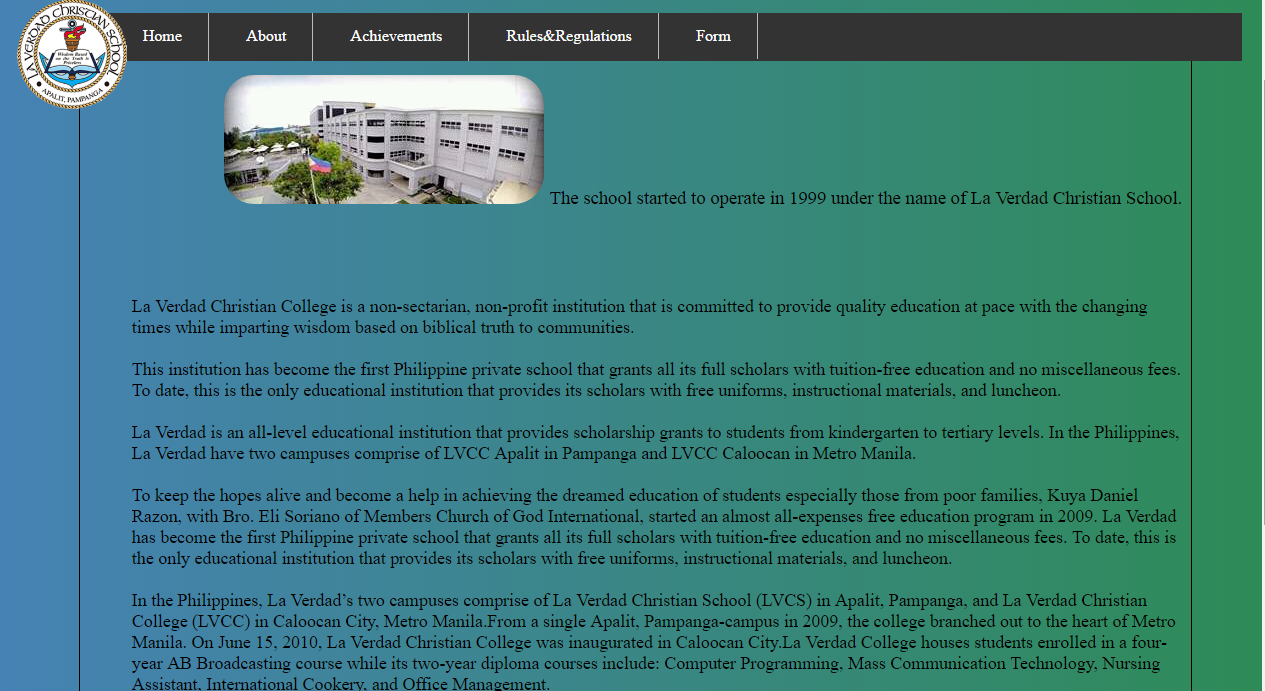 LA VERDAD CHRISTIAN SCHOOL
Wisdom Based
on the Truth is
Priceless
APALIT, PAMPANGA
Home About Achievements Rules&Regulations Form
The school started to operate in 1999 under the name of La Verdad Christian School.
La Verdad Christian College is a non-sectarian, non-profit institution that is committed to provide quality education at pace with the changing
times while imparting wisdom based on biblical truth to communities.
This institution has become the first Philippine private school that grants all its full scholars with tuition-free education and no miscellaneous fees.
To date, this is the only educational institution that provides its scholars with free uniforms, instructional materials, and luncheon.
La Verdad is an all-level educational institution that provides scholarship grants to students from kindergarten to tertiary levels. In the Philippines,
La Verdad have two campuses comprise of LVCC Apalit in Pampanga and LVCC Caloocan in Metro Manila.
To keep the hopes alive and become a help in achieving the dreamed education of students especially those from poor families, Kuya Daniel
Razon, with Bro. Eli Soriano of Members Church of God International, started an almost all-expenses free education program in 2009. La Verdad
has become the first Philippine private school that grants all its full scholars with tuition-free education and no miscellaneous fees. To date, this is
the only educational institution that provides its scholars with free uniforms, instructional materials, and luncheon.
In the Philippines, La Verdad’s two campuses comprise of La Verdad Christian School (LVCS) in Apalit, Pampanga, and La Verdad Christian
College (LVCC) in Caloocan City, Metro Manila.From a single Apalit, Pampanga-campus in 2009, the college branched out to the heart of Metro
Manila. On June 15, 2010, La Verdad Christian College was inaugurated in Caloocan City.La Verdad College houses students enrolled in a four-
year AB Broadcasting course while its two-year diploma courses include: Computer Programming, Mass Communication Technology, Nursing
Assistant, International Cookery, and Office Management.